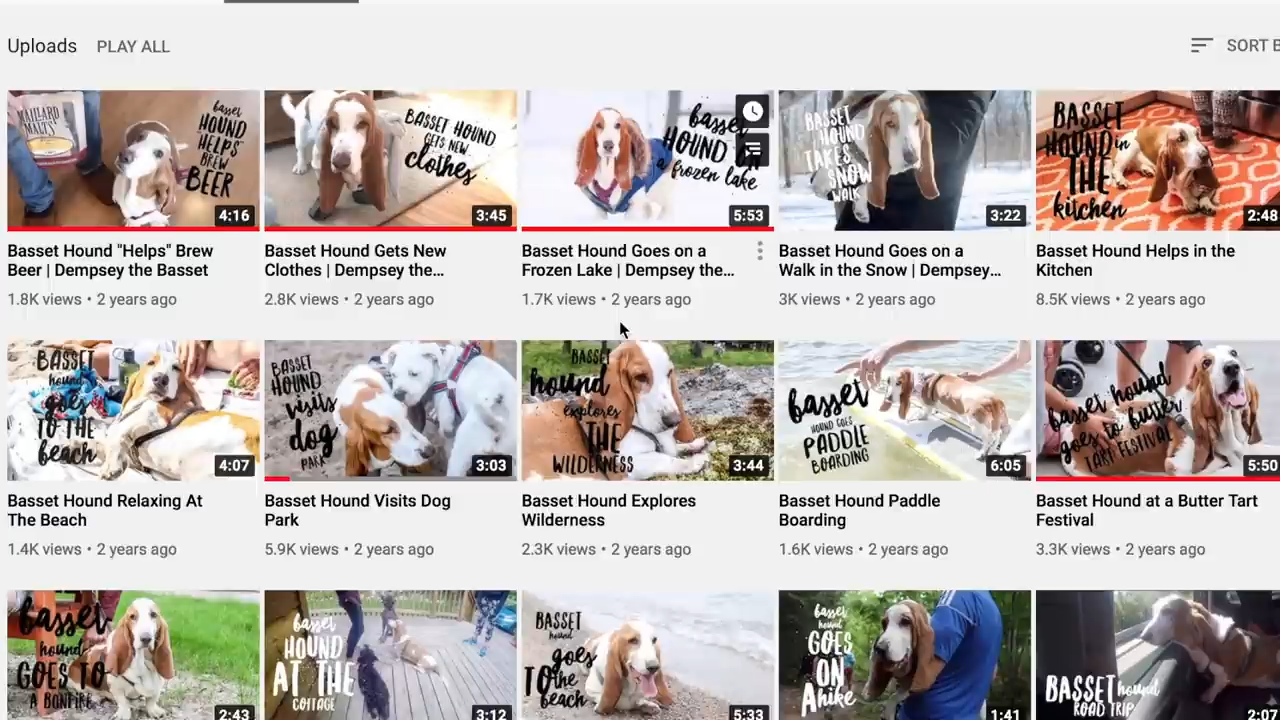 Uploads PLAY ALL SORT B
MAILLARD
MALTS
basset
HOUND
HELPS
BREW
BEER
4:16
BASSET HOUND
GETS NEW
clothes
3:45
basset
HOUND ON
a frozen lake
5:53
BASSET
HOUND
TAKES
SNOW
WALK
3:22
BASSET
HOUND in
THE
kitchen
2:48
Basset Hound "Helps" Brew
Beer | Dempsey the Basset
1.8K views • 2 years ago
Basset Hound Gets New
Clothes | Dempsey the...
2.8K views • 2 years ago
Basset Hound Goes on a
Frozen Lake | Dempsey the...
1.7K views • 2 years ago
Basset Hound Goes on a
Walk in the Snow | Dempsey...
3K views • 2 years ago
Basset Hound Helps in the
Kitchen
8.5K views • 2 years ago
BASSET
hound
goes
TO THE
beach
4:07
BASSET
HOUND
visits
dog
PARK
3:03
BASSET
hound
explores
THE
WILDERNESS
3:44
basset
HOUND GOES
PADDLE
BOARDING
6:05
basset hound
goes to butter
TART FESTIVAL
5:50
Basset Hound Relaxing At
The Beach
1.4K views • 2 years ago
Basset Hound Visits Dog
Park
5.9K views • 2 years ago
Basset Hound Explores
Wilderness
2.3K views • 2 years ago
Basset Hound Paddle
Boarding
1.6K views • 2 years ago
Basset Hound at a Butter Tart
Festival
3.3K views • 2 years ago
basset
hound
GOES TO
A BONFIRE
2:43
basset
HOUND
AT THE
COTTAGE
3:12
BASSET
hound
goes
TO the
beach
5:33
basset
hound
GOES
ON
A hike
1:41
BASSET hound
ROAD TRIP
2:07